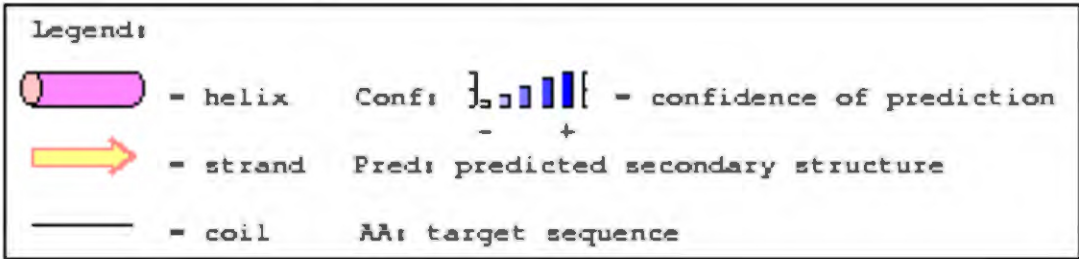 Legend:
= helix Conf: = confidence of prediction
- +
= strand Pred: predicted secondary structure
= coil AA: target sequence